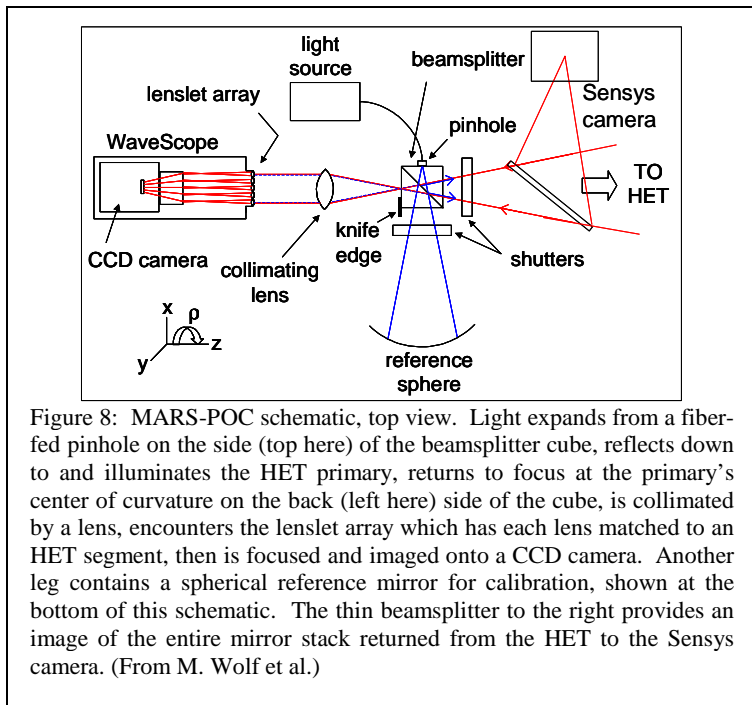 light
source
beamsplitter
lenslet array
pinhole
Sensys
camera
WaveScope
TO
HET
knife
edge
CCD camera
collimating
lens
shutters
x
ρ
y
z
reference
sphere
Figure 8:  MARS-POC schematic, top view.  Light expands from a fiber-
fed pinhole on the side (top here) of the beamsplitter cube, reflects down
to and illuminates the HET primary, returns to focus at the primary's
center of curvature on the back (left here) side of the cube, is collimated
by a lens, encounters the lenslet array which has each lens matched to an
HET segment, then is focused and imaged onto a CCD camera.  Another
leg contains a spherical reference mirror for calibration, shown at the
bottom of this schematic.  The thin beamsplitter to the right provides an
image of the entire mirror stack returned from the HET to the Sensys
camera. (From M. Wolf et al.)